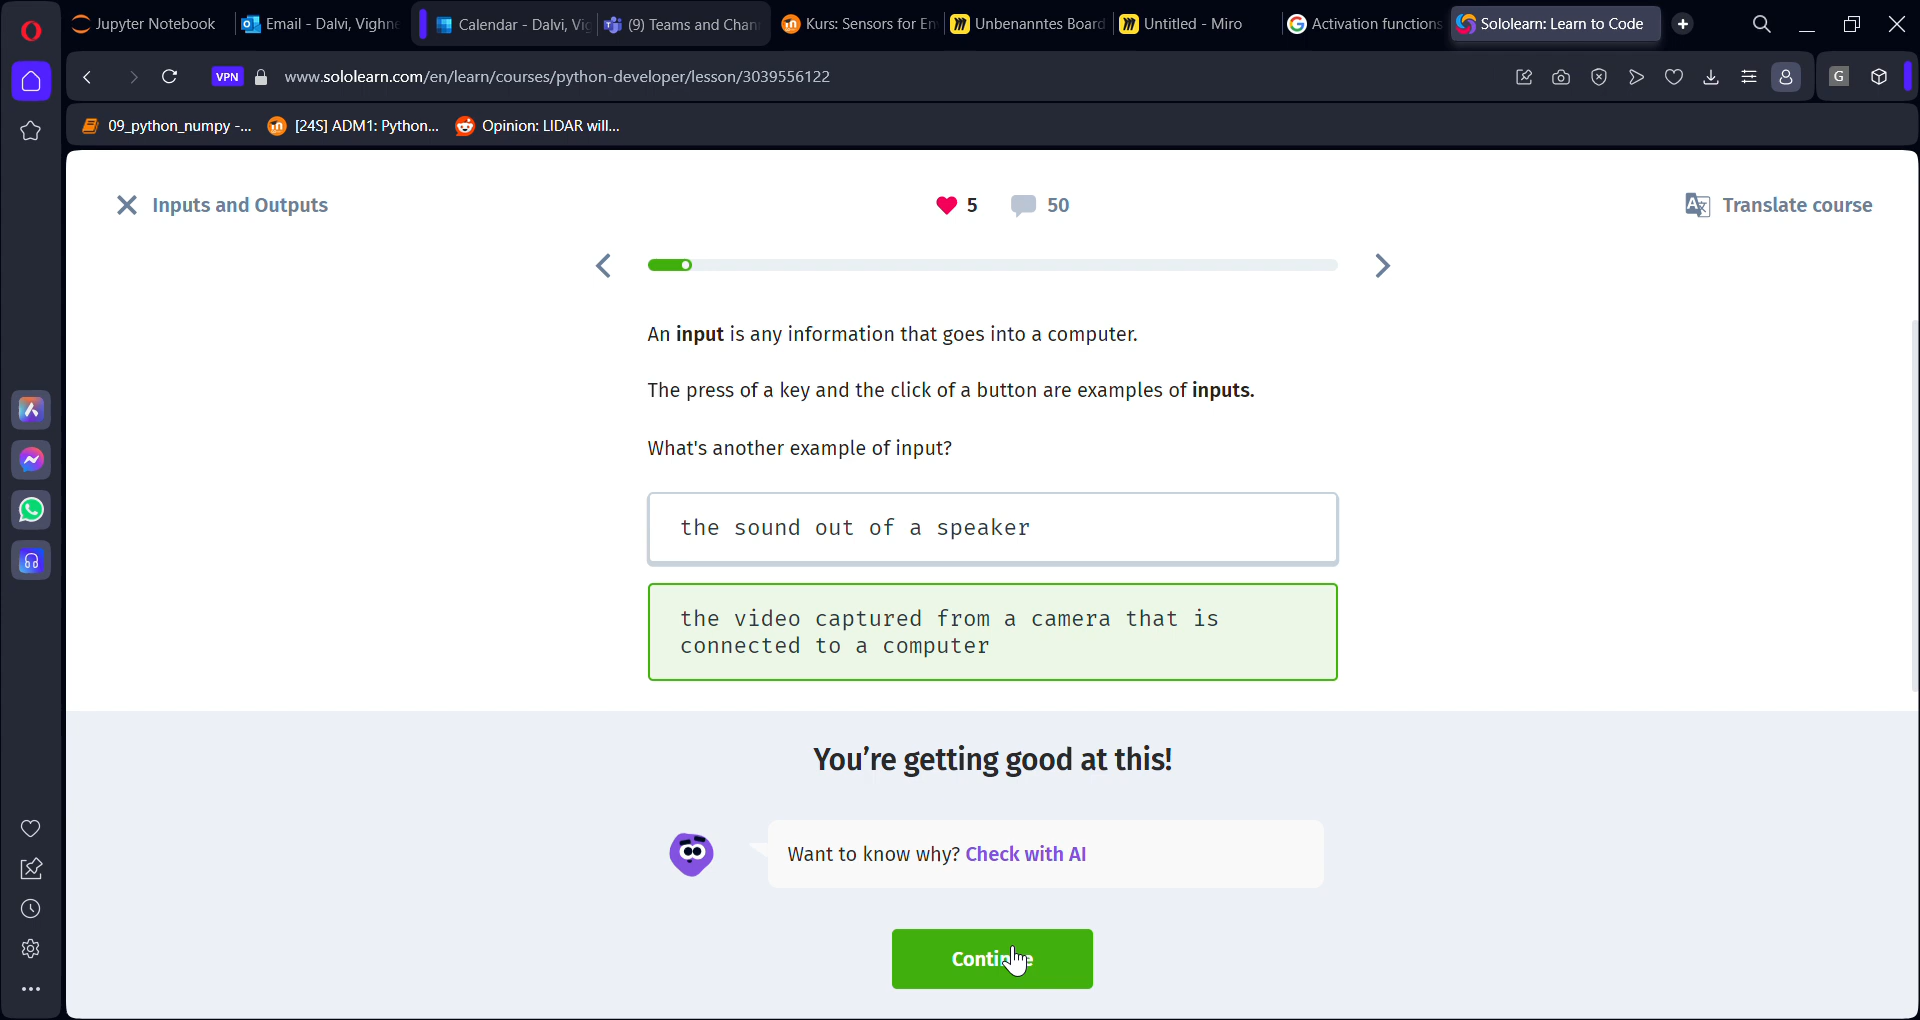 Jupyter Notebook
Email - Dalvi, Vighne
Calendar - Dalvi, Vig
(9) Teams and Chan
Kurs: Sensors for En
Unbenanntes Board
Untitled - Miro
Activation functions
Sololearn: Learn to Code
VPN
www.sololearn.com/en/learn/courses/python-developer/lesson/3039556122
G
09_python_numpy -...
[24S] ADM1: Python...
Opinion: LIDAR will...
Inputs and Outputs
5
50
Translate course
An input is any information that goes into a computer.
The press of a key and the click of a button are examples of inputs.
What's another example of input?
the sound out of a speaker
the video captured from a camera that is
connected to a computer
You're getting good at this!
Want to know why? Check with AI
Continue